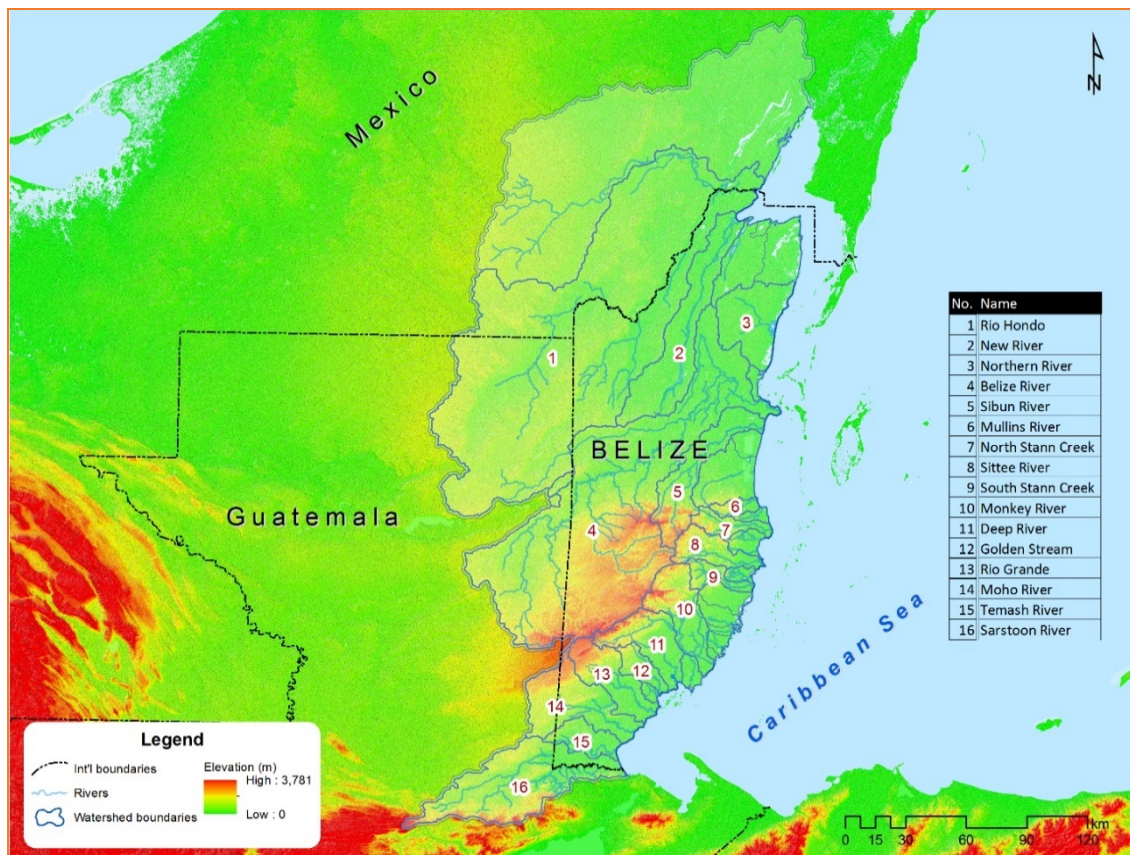 Mexico
N
BELIZE
Guatemala
Caribbean Sea
1
2
3
4
5
6
7
8
9
10
11
12
13
14
15
16
No. Name
1 Rio Hondo
2 New River
3 Northern River
4 Belize River
5 Sibun River
6 Mullins River
7 North Stann Creek
8 Sittee River
9 South Stann Creek
10 Monkey River
11 Deep River
12 Golden Stream
13 Rio Grande
14 Moho River
15 Temash River
16 Sarstoon River
Legend
Int'l boundaries
Rivers
Watershed boundaries
Elevation (m)
High : 3,781
Low : 0
km
0 15 30 60 90 120